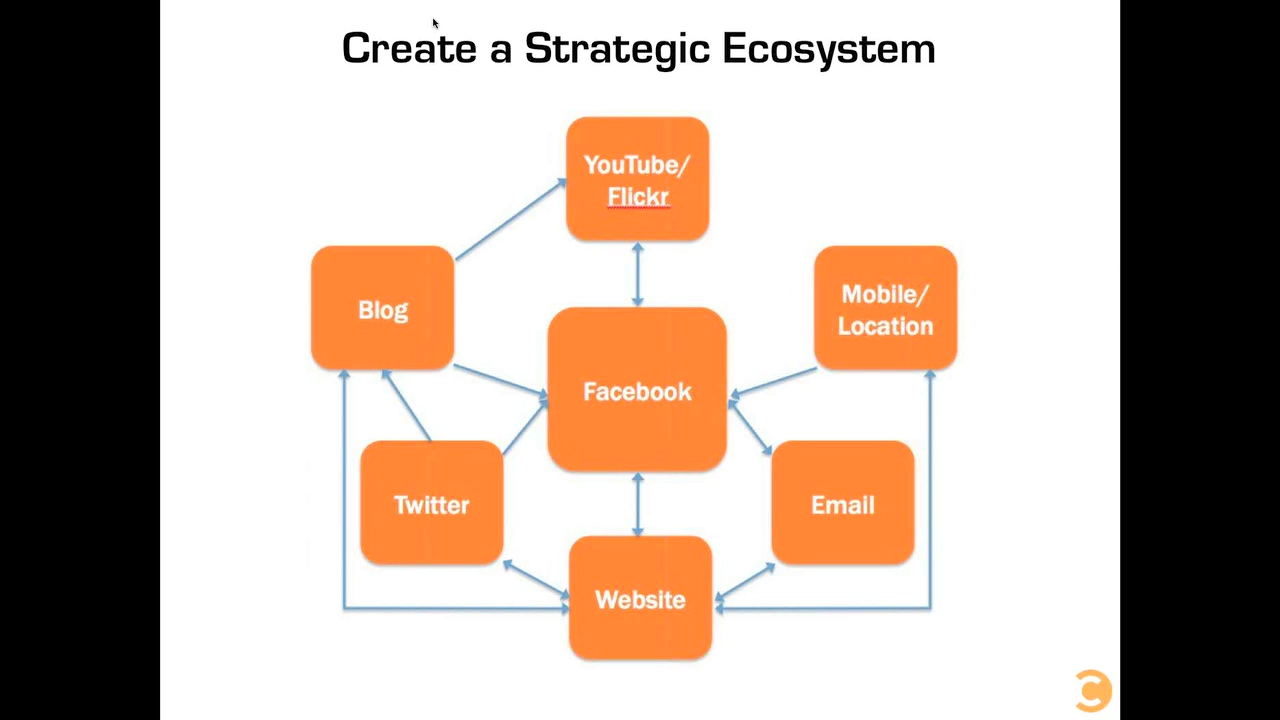 Create a Strategic Ecosystem
YouTube/
Flickr
Blog
Mobile/
Location
Facebook
Twitter
Email
Website